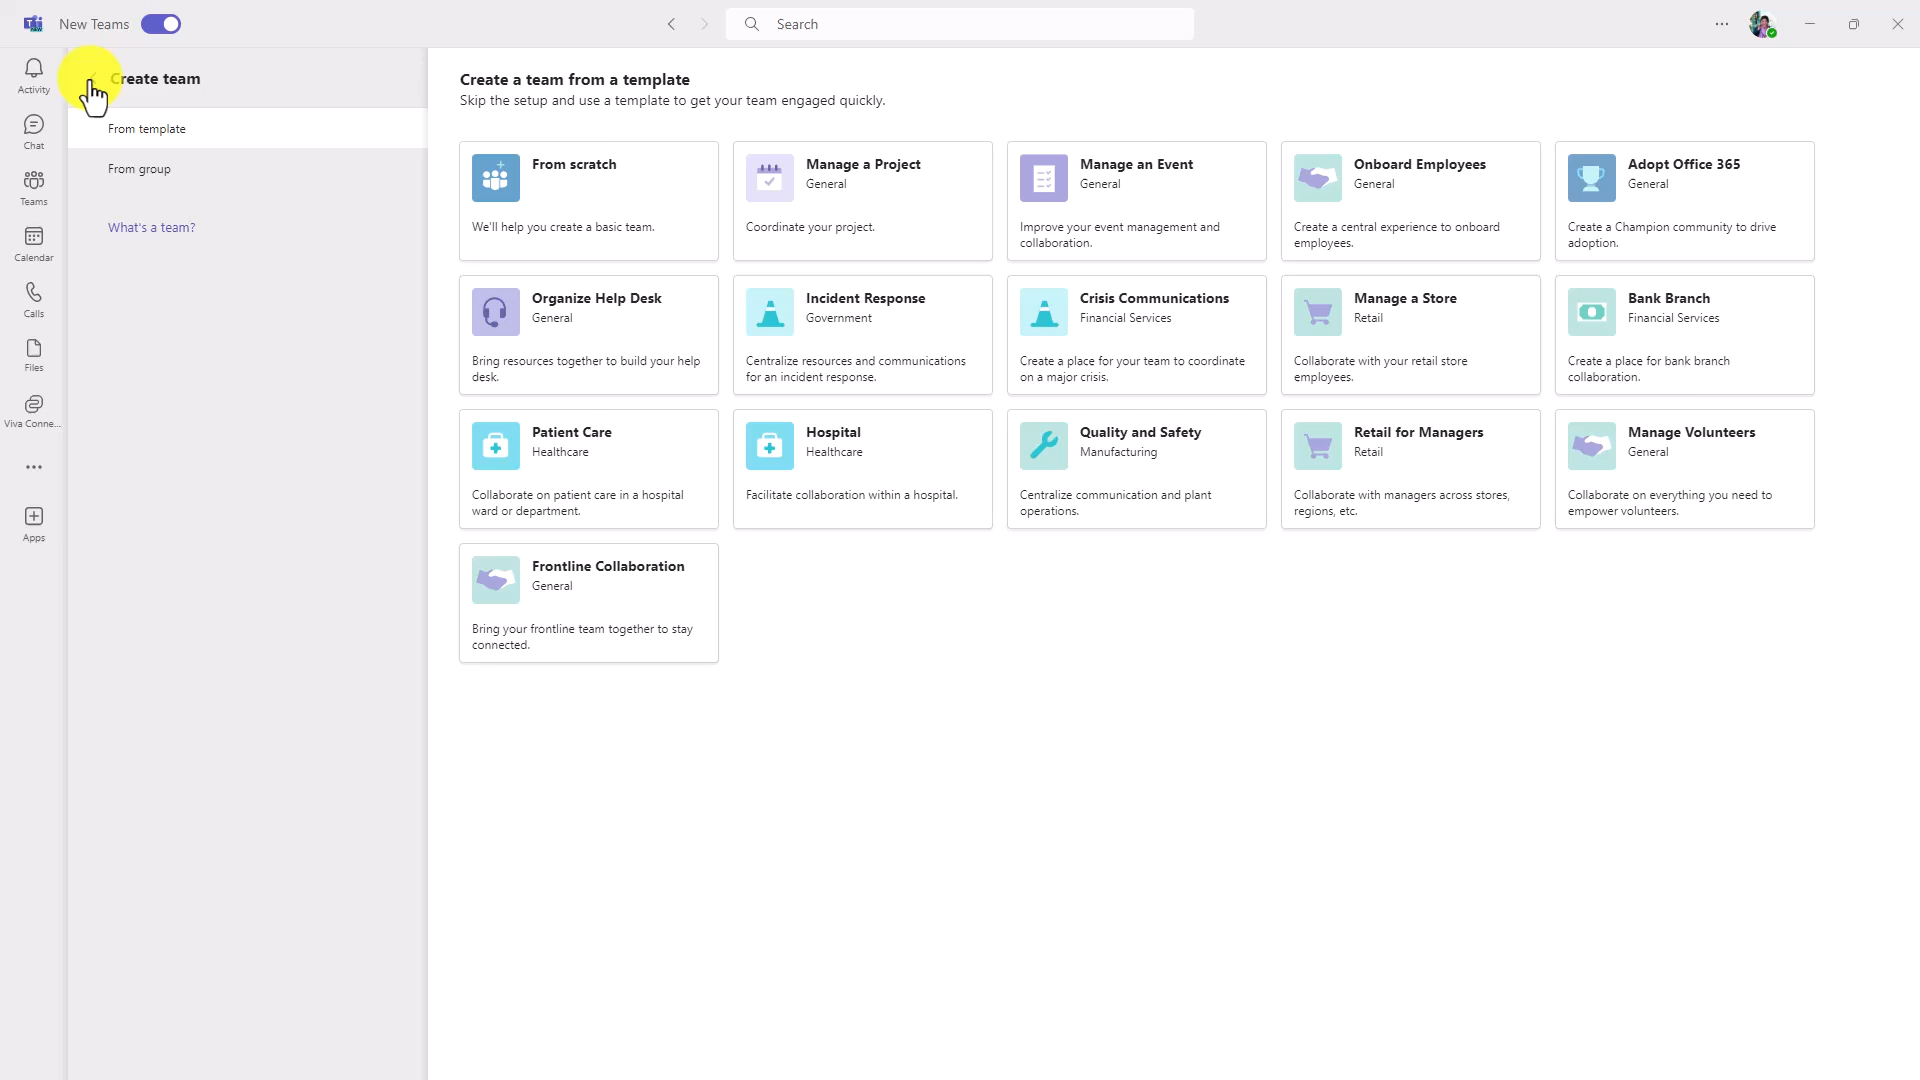 New Teams
Search
Activity
Chat
Teams
Calendar
Calls
Files
Viva Conne...
Apps
Create team
From template
From group
What's a team?
Create a team from a template
Skip the setup and use a template to get your team engaged quickly.
From scratch
We'll help you create a basic team.
Manage a Project
General
Coordinate your project.
Manage an Event
General
Improve your event management and
collaboration.
Onboard Employees
General
Create a central experience to onboard
employees.
Adopt Office 365
General
Create a Champion community to drive
adoption.
Organize Help Desk
General
Bring resources together to build your help
desk.
Incident Response
Government
Centralize resources and communications
for an incident response.
Crisis Communications
Financial Services
Create a place for your team to coordinate
on a major crisis.
Manage a Store
Retail
Collaborate with your retail store
employees.
Bank Branch
Financial Services
Create a place for bank branch
collaboration.
Patient Care
Healthcare
Collaborate on patient care in a hospital
ward or department.
Hospital
Healthcare
Facilitate collaboration within a hospital.
Quality and Safety
Manufacturing
Centralize communication and plant
operations.
Retail for Managers
Retail
Collaborate with managers across stores,
regions, etc.
Manage Volunteers
General
Collaborate on everything you need to
empower volunteers.
Frontline Collaboration
General
Bring your frontline team together to stay
connected.